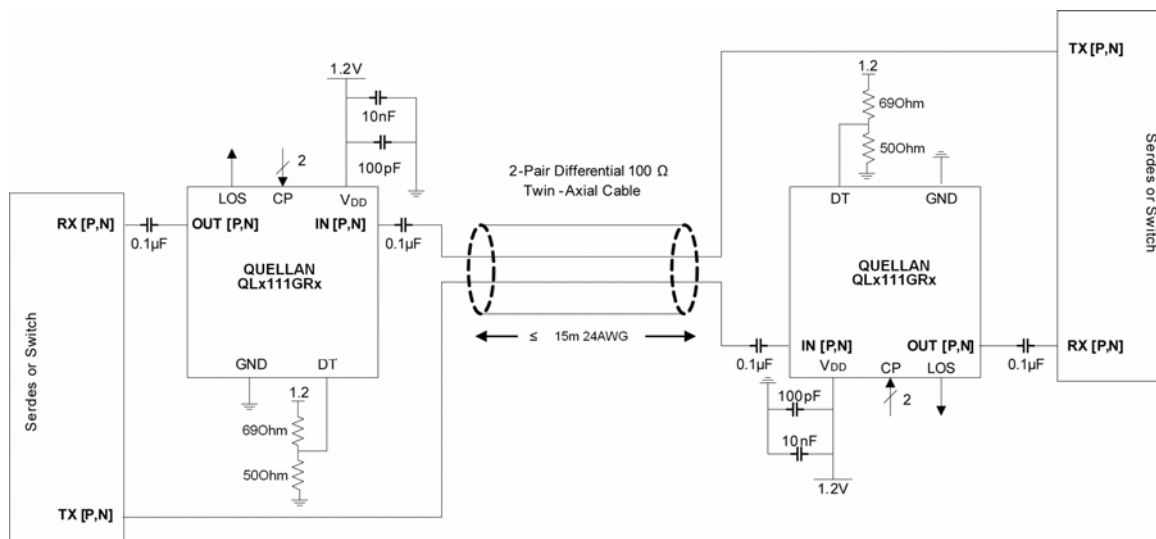 TX [P,N]
1.2V
10nF
100pF
2
LOS
CP
VDD
RX [P,N]
0.1µF
OUT [P,N]
IN [P,N]
0.1µF
QUELLAN
QLx111GRx
GND
DT
1.2
69Ohm
50Ohm
Serdes or Switch
TX [P,N]
2-Pair Differential 100 Ω
Twin-Axial Cable
≤ 15m 24AWG
1.2
69Ohm
50Ohm
DT
GND
QUELLAN
QLx111GRx
0.1µF
IN [P,N]
OUT [P,N]
0.1µF
RX [P,N]
VDD
CP
LOS
2
100pF
10nF
1.2V
Serdes or Switch